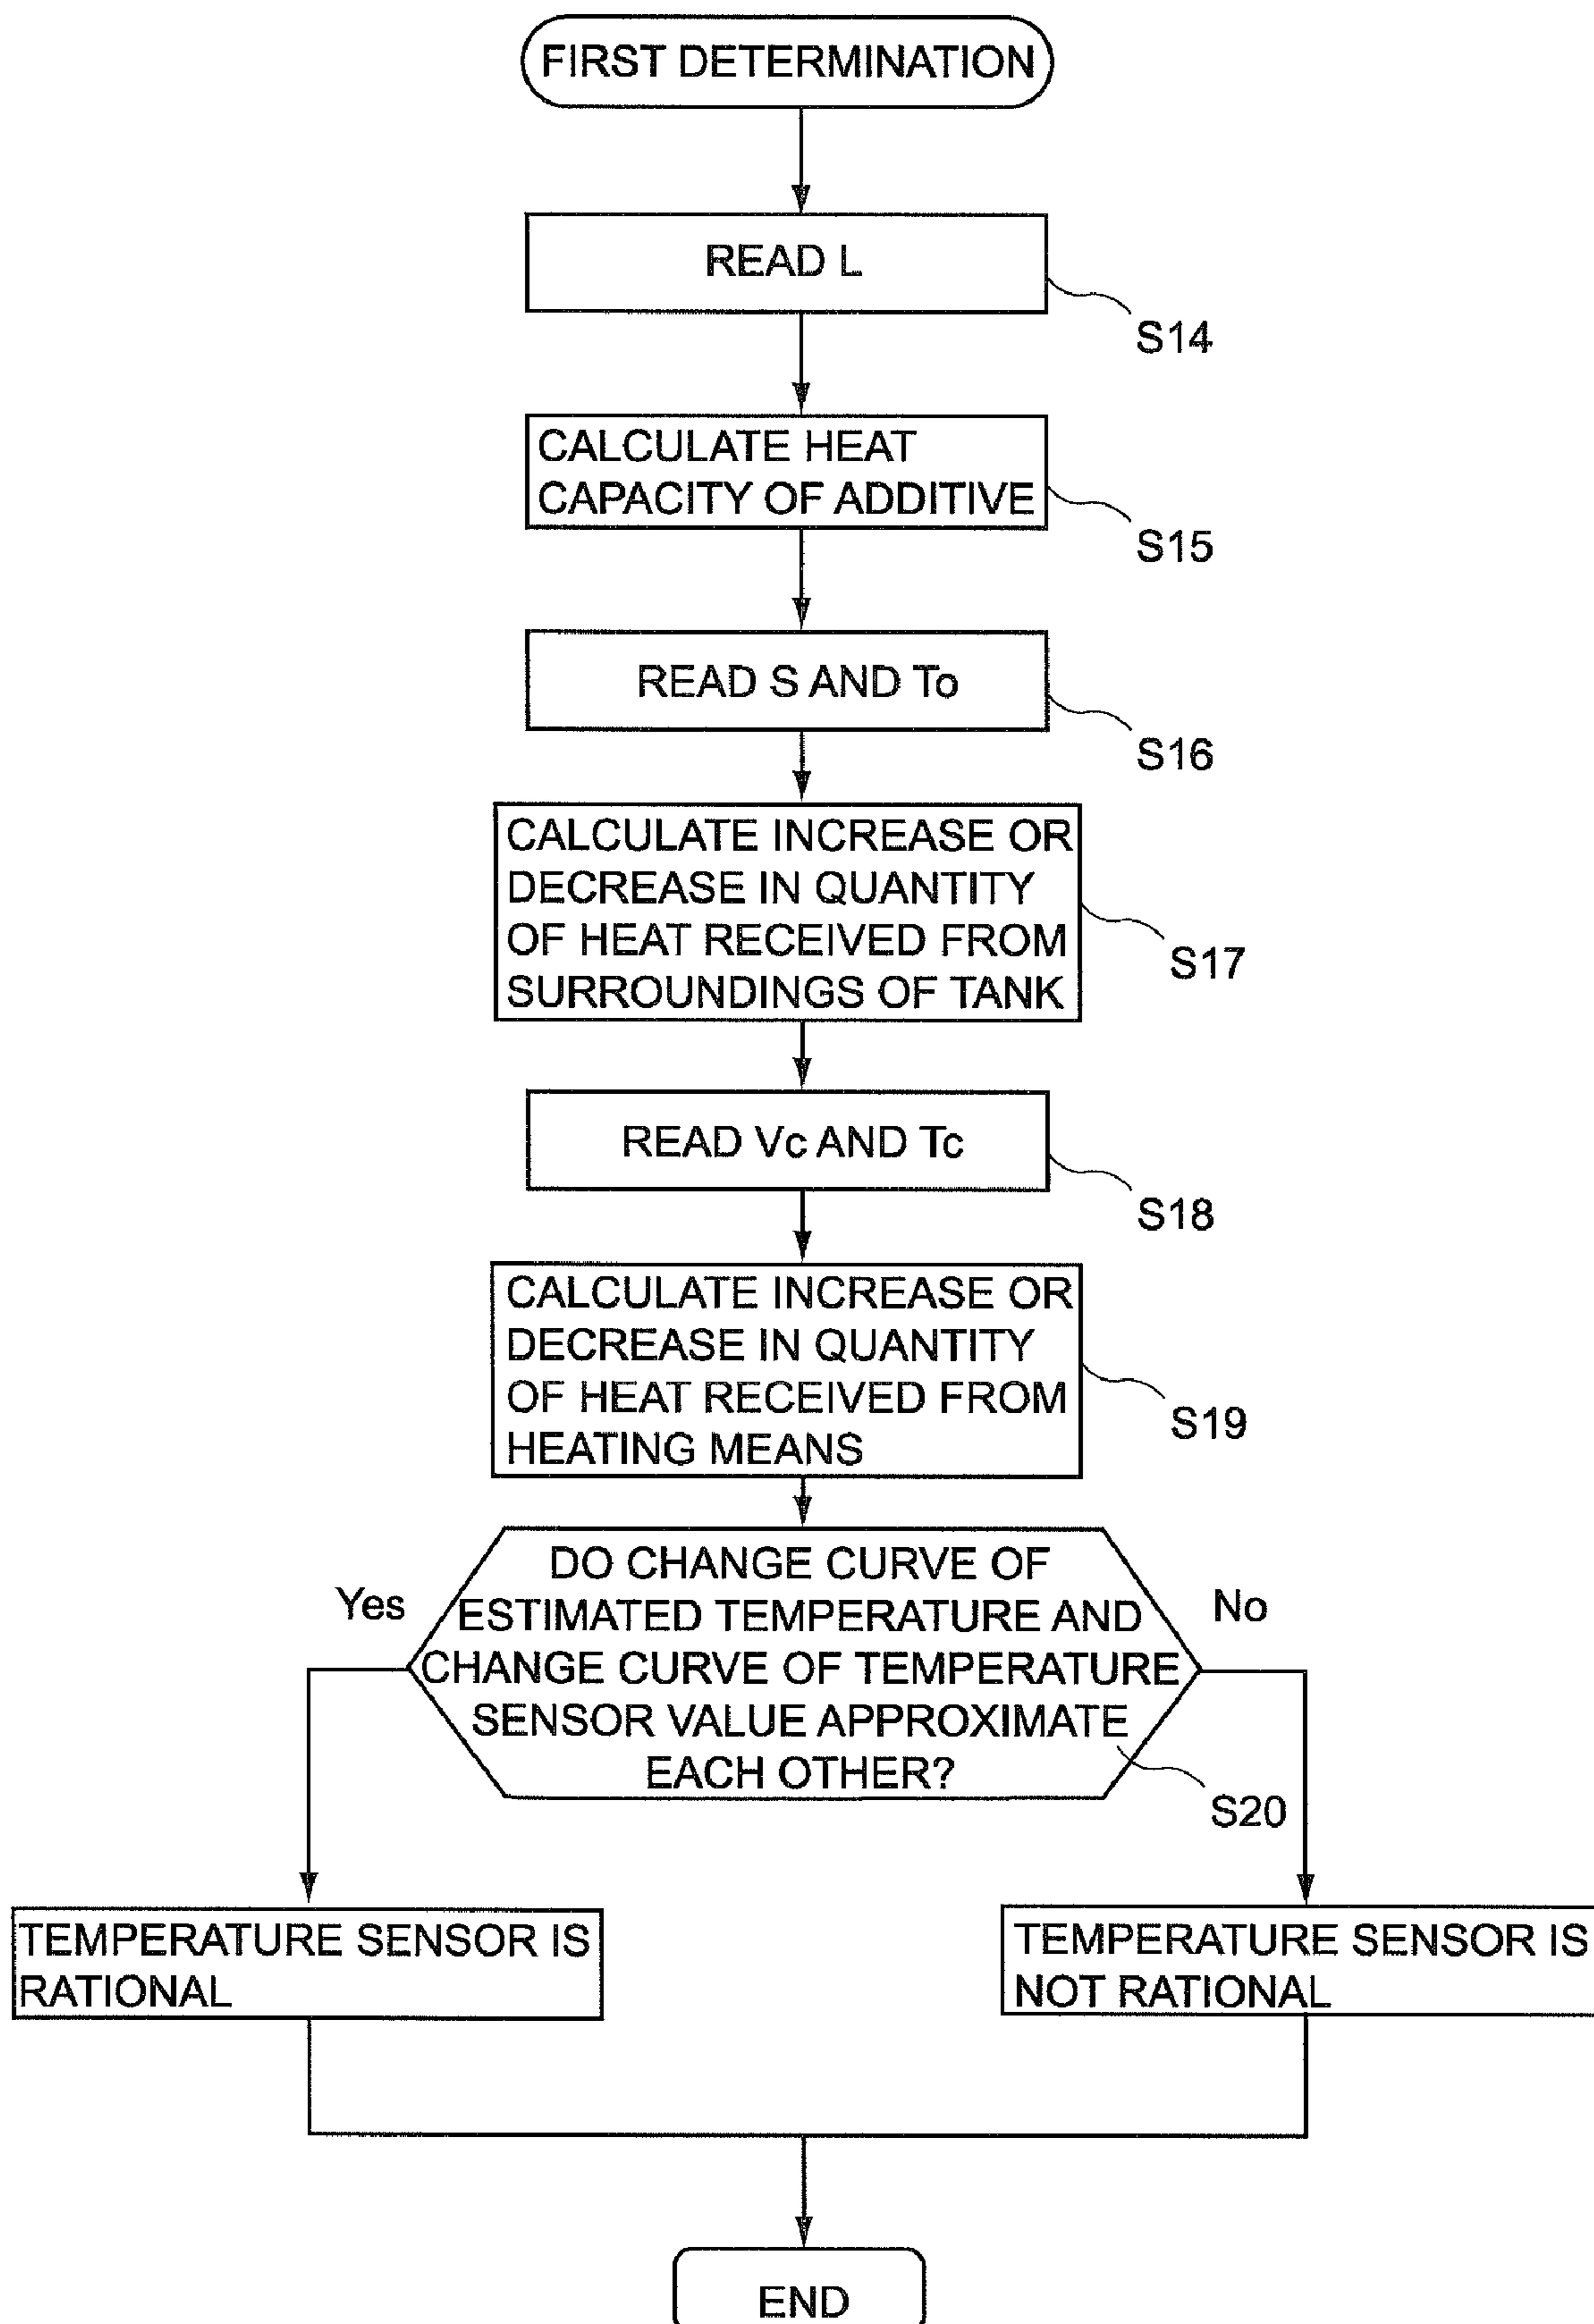 FIRST DETERMINATION
READ L
S14
CALCULATE HEAT
CAPACITY OF ADDITIVE
S15
READ S AND To
S16
CALCULATE INCREASE OR
DECREASE IN QUANTITY
OF HEAT RECEIVED FROM
SURROUNDINGS OF TANK
S17
READ Vc AND Tc
S18
CALCULATE INCREASE OR
DECREASE IN QUANTITY
OF HEAT RECEIVED FROM
HEATING MEANS
S19
DO CHANGE CURVE OF
ESTIMATED TEMPERATURE AND
CHANGE CURVE OF TEMPERATURE
SENSOR VALUE APPROXIMATE
EACH OTHER?
S20
Yes
No
TEMPERATURE SENSOR IS
RATIONAL
TEMPERATURE SENSOR IS
NOT RATIONAL
END